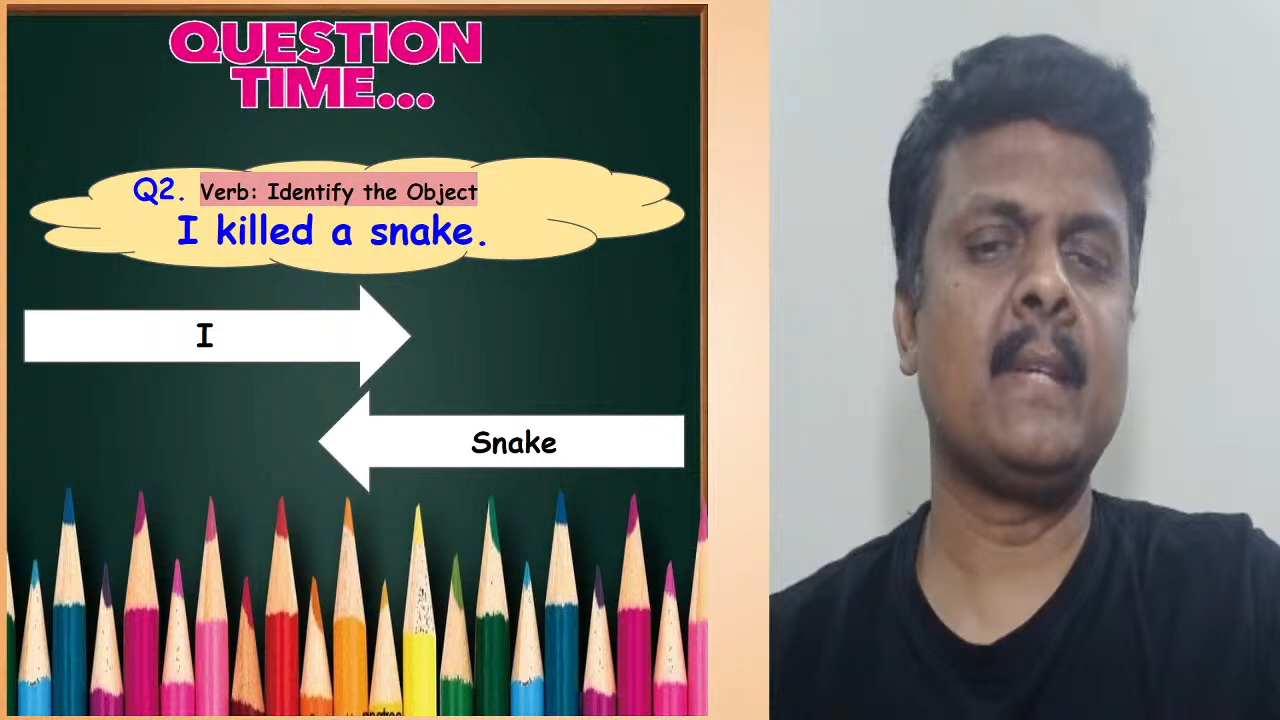 QUESTION
TIME...
Q2. Verb: Identify the Object
I killed a snake.
I
Snake